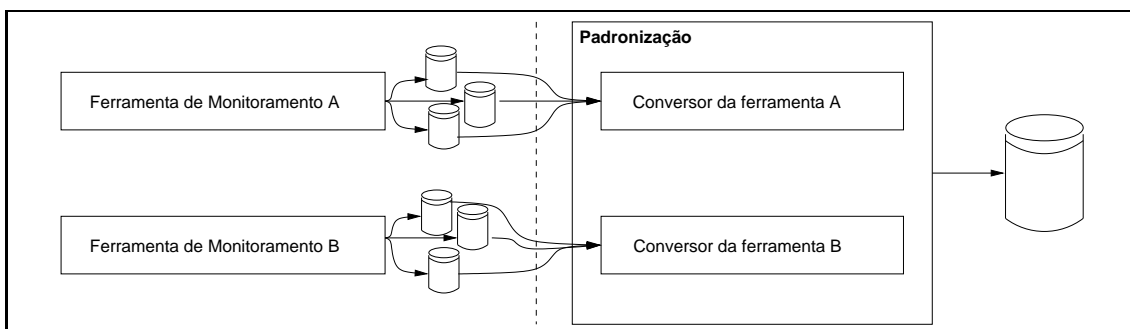 Padronização
Ferramenta de Monitoramento A
Conversor da ferramenta A
Ferramenta de Monitoramento B
Conversor da ferramenta B